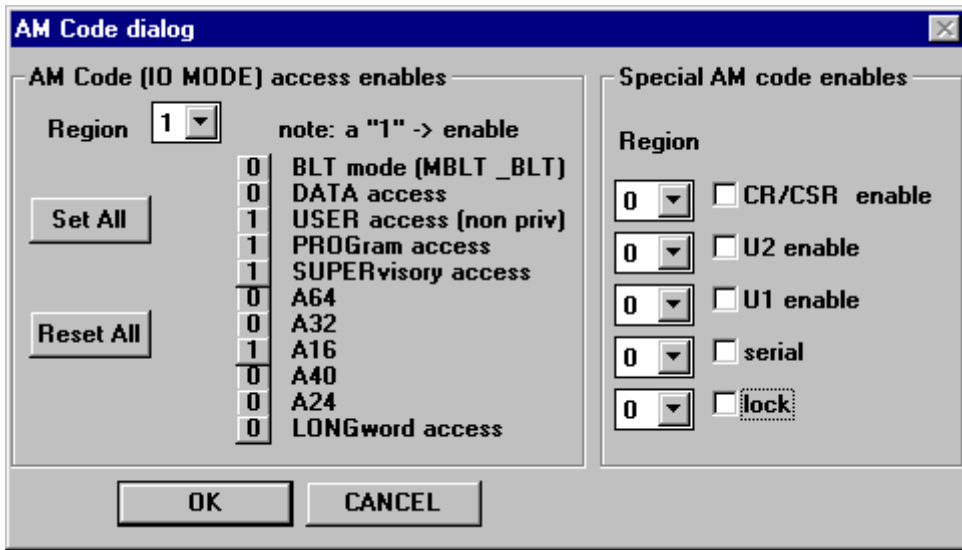 AM Code dialog
AM Code (IO MODE) access enables
Region 1 note: a "1" -> enable
0 BLT mode (MBLT _BLT)
0 DATA access
1 USER access (non priv)
1 PROGram access
1 SUPERvisory access
0 A64
0 A32
1 A16
0 A40
0 A24
0 LONGword access
Set All
Reset All
Special AM code enables
Region
0 CR/CSR enable
0 U2 enable
0 U1 enable
0 serial
0 lock
OK CANCEL